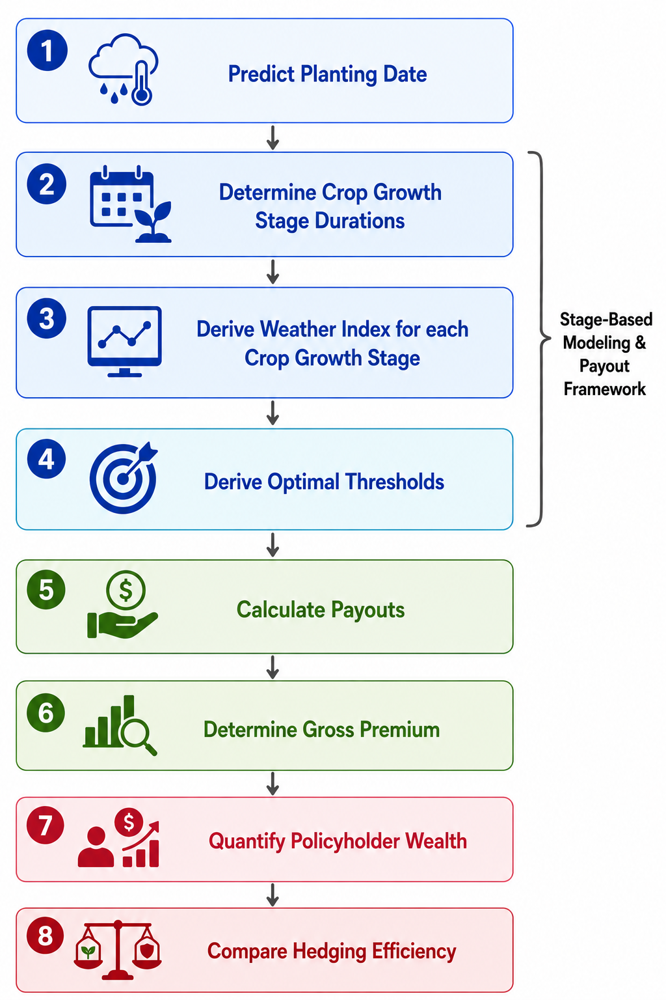 1
Predict Planting Date
2
Determine Crop Growth
Stage Durations
3
Derive Weather Index for each
Crop Growth Stage
Stage-Based
Modeling &
Payout
Framework
4
Derive Optimal Thresholds
5
$
Calculate Payouts
6
Determine Gross Premium
7
$
Quantify Policyholder Wealth
8
Compare Hedging Efficiency